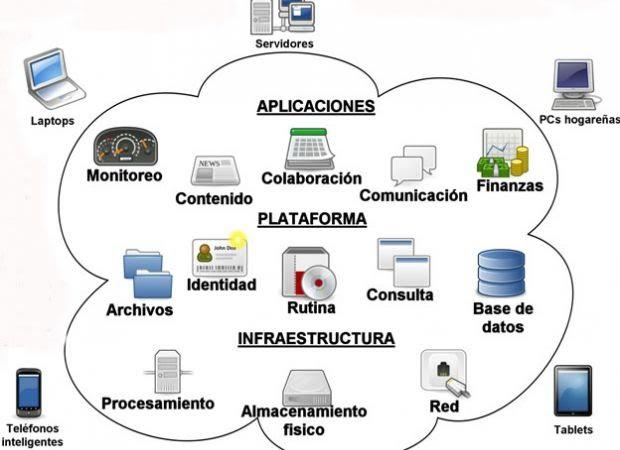 Servidores
Laptops
PCs hogareñas
APLICACIONES
Monitoreo
NEWS
Contenido
Colaboración
Comunicación
Finanzas
PLATAFORMA
Archivos
John Doe
Identidad
Rutina
Consulta
Base de
datos
INFRAESTRUCTURA
Procesamiento
Almacenamiento
fisico
Red
Teléfonos
inteligentes
Tablets